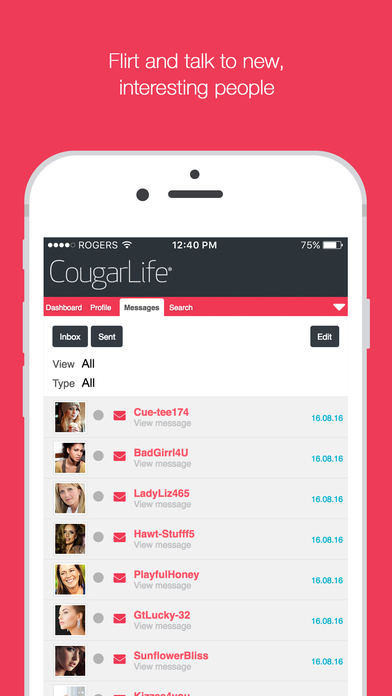 Flirt and talk to new,
interesting people
ROGERS 12:40 PM 75%
CougarLife®
Dashboard Profile Messages Search
Inbox Sent Edit
View All
Type All
Cue-tee174
View message 16.08.16
BadGirrl4U
View message 16.08.16
LadyLiz465
View message 16.08.16
Hawt-Stufff5
View message 16.08.16
PlayfulHoney
View message 16.08.16
GtLucky-32
View message 16.08.16
SunflowerBliss
View message 16.08.16